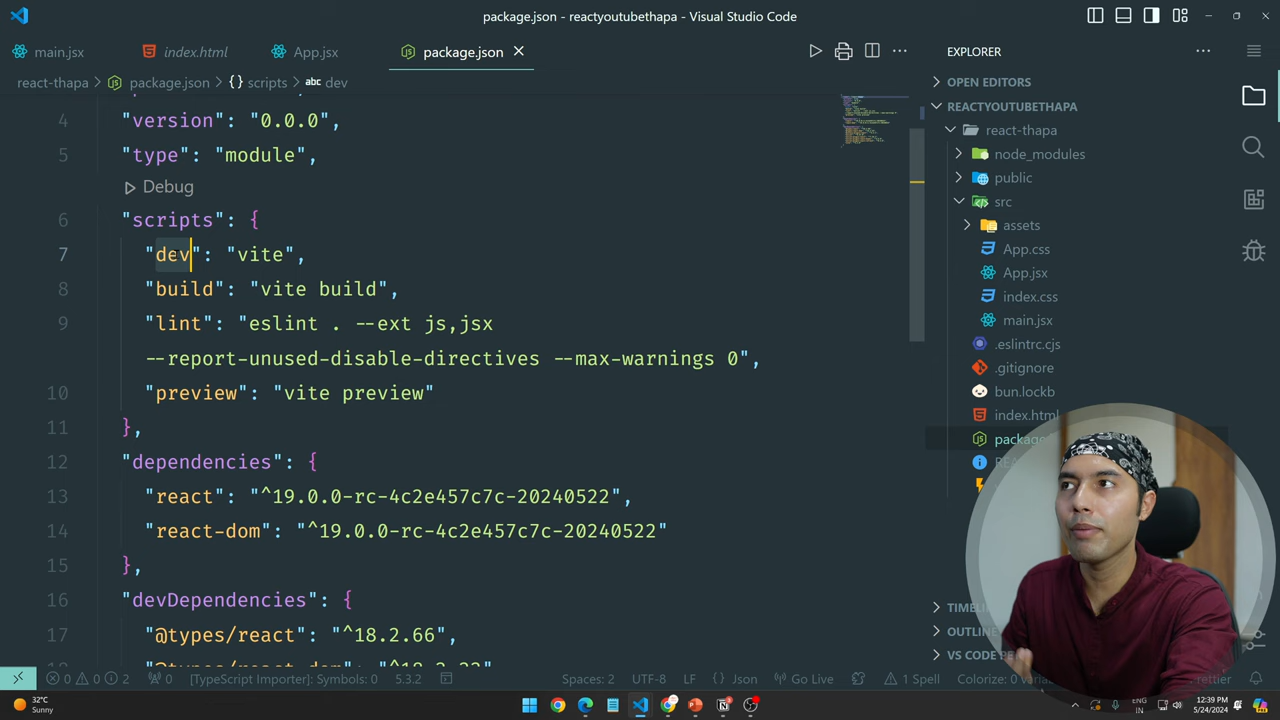 package.json - reactyoutubethapa - Visual Studio Code
main.jsx
index.html
App.jsx
package.json
EXPLORER
react-thapa
package.json
scripts
abc dev
4 "version": "0.0.0",
5 "type": "module",
Debug
6 "scripts": {
7 "dev": "vite",
8 "build": "vite build",
9 "lint": "eslint . --ext js,jsx
--report-unused-disable-directives --max-warnings 0",
10 "preview": "vite preview"
11 },
12 "dependencies": {
13 "react": "^19.0.0-rc-4c2e457c7c-20240522",
14 "react-dom": "^19.0.0-rc-4c2e457c7c-20240522"
15 },
16 "devDependencies": {
17 "@types/react": "^18.2.66",
OPEN EDITORS
REACTYOUTUBETHAPA
react-thapa
node_modules
public
src
assets
App.css
App.jsx
index.css
main.jsx
.eslintrc.cjs
.gitignore
bun.lockb
index.html
OUTLINE
0 0 2
0
[TypeScript Importer]: Symbols: 0
5.3.2
Spaces: 2
UTF-8
LF
{} Json
Go Live
1 Spell
32°C
Sunny
ENG
IN
12:39 PM
5/24/2024